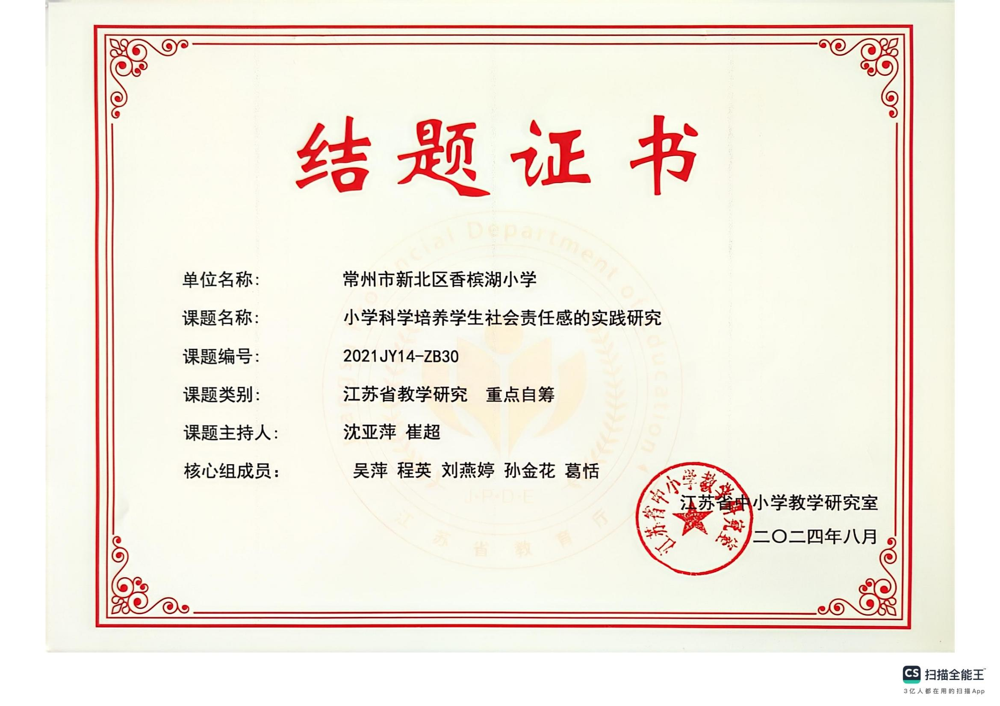 结题证书
Provincial Department of Education
单位名称: 常州市新北区香槟湖小学
课题名称: 小学科学培养学生社会责任感的实践研究
课题编号: 2021JY14-ZB30
课题类别: 江苏省教学研究 重点自筹
课题主持人: 沈亚萍 崔超
核心组成员: 吴萍 程英 刘燕婷 孙金花 葛恬
J·P·D·E
江苏省教育厅
江苏省中小学教学研究室
江苏省中小学教学研究室
二〇二四年八月
CS 扫描全能王™
3亿人都在用的扫描App